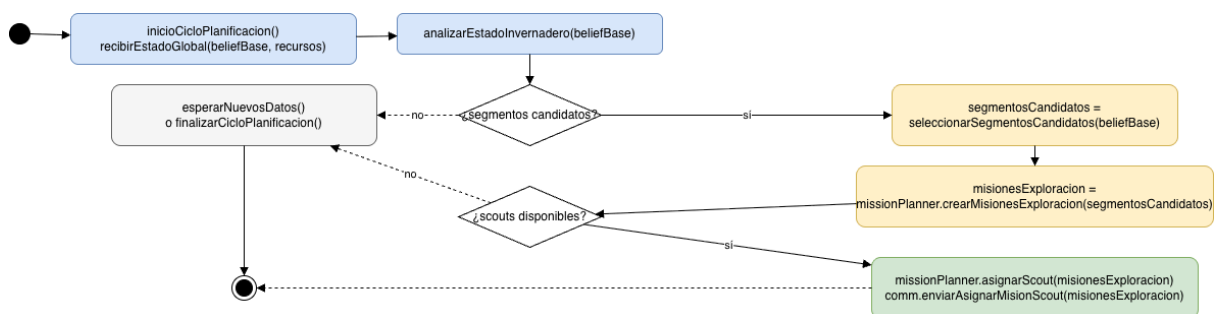 inicioCicloPlanificacion()
recibirEstadoGlobal(beliefBase, recursos)
analizarEstadoInvernadero(beliefBase)
esperarNuevosDatos()
o finalizarCicloPlanificacion()
no
¿segmentos candidatos?
sí
segmentosCandidatos =
seleccionarSegmentosCandidatos(beliefBase)
no
misionesExploracion =
missionPlanner.crearMisionesExploracion(segmentosCandidatos)
¿scouts disponibles?
sí
missionPlanner.asignarScout(misionesExploracion)
comm.enviarAsignarMisionScout(misionesExploracion)